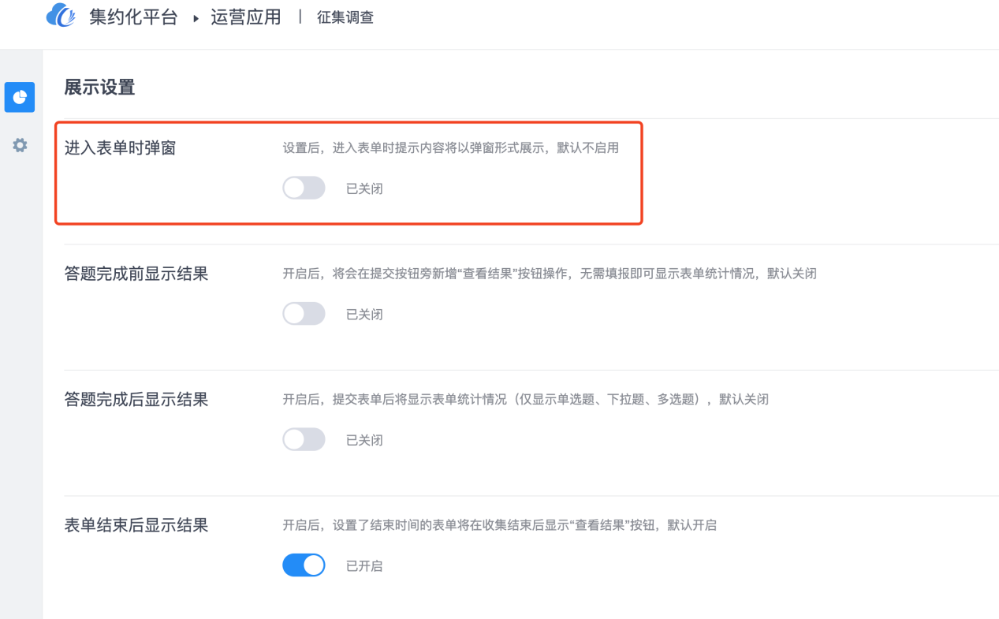 集约化平台 ▸ 运营应用 | 征集调查
展示设置
进入表单时弹窗
设置后，进入表单时提示内容将以弹窗形式展示，默认不启用
已关闭
答题完成前显示结果
开启后，将会在提交按钮旁新增“查看结果”按钮操作，无需填报即可显示表单统计情况，默认关闭
已关闭
答题完成后显示结果
开启后，提交表单后将显示表单统计情况（仅显示单选题、下拉题、多选题），默认关闭
已关闭
表单结束后显示结果
开启后，设置了结束时间的表单将在收集结束后显示“查看结果”按钮，默认开启
已开启